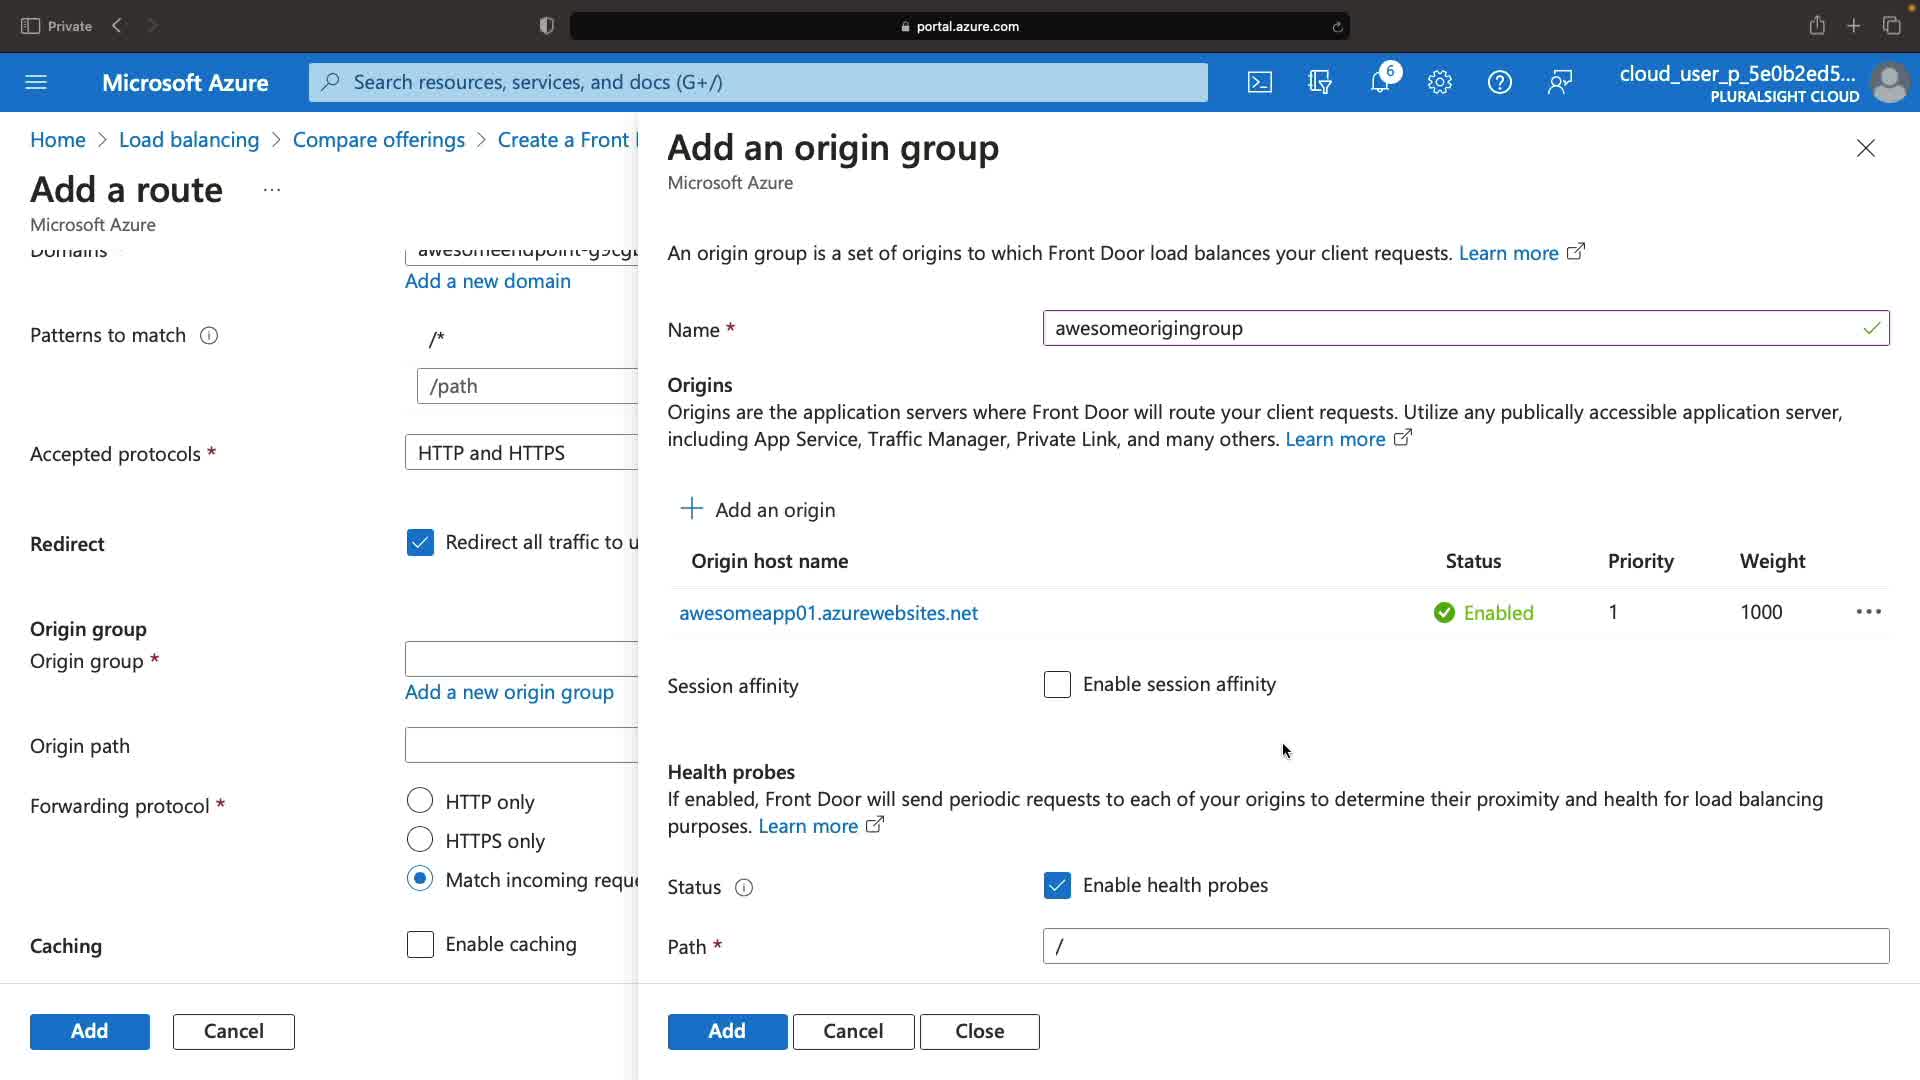 Private
portal.azure.com
Microsoft Azure
Search resources, services, and docs (G+/)
6
cloud_user_p_5e0b2ed5...
PLURALSIGHT CLOUD
Home > Load balancing > Compare offerings > Create a Front
Add a route ...
Microsoft Azure
Domains
Add a new domain
Patterns to match
/*
/path
Accepted protocols *
HTTP and HTTPS
Redirect
Redirect all traffic to u
Origin group
Origin group *
Add a new origin group
Origin path
Forwarding protocol *
HTTP only
HTTPS only
Match incoming reque
Caching
Enable caching
Add
Cancel
Add an origin group
Microsoft Azure
An origin group is a set of origins to which Front Door load balances your client requests. Learn more
Name *
awesomeorigingroup
Origins
Origins are the application servers where Front Door will route your client requests. Utilize any publically accessible application server,
including App Service, Traffic Manager, Private Link, and many others. Learn more
Add an origin
Origin host name Status Priority Weight
awesomeapp01.azurewebsites.net Enabled 1 1000 ...
Session affinity
Enable session affinity
Health probes
If enabled, Front Door will send periodic requests to each of your origins to determine their proximity and health for load balancing
purposes. Learn more
Status
Enable health probes
Path *
/
Add
Cancel
Close